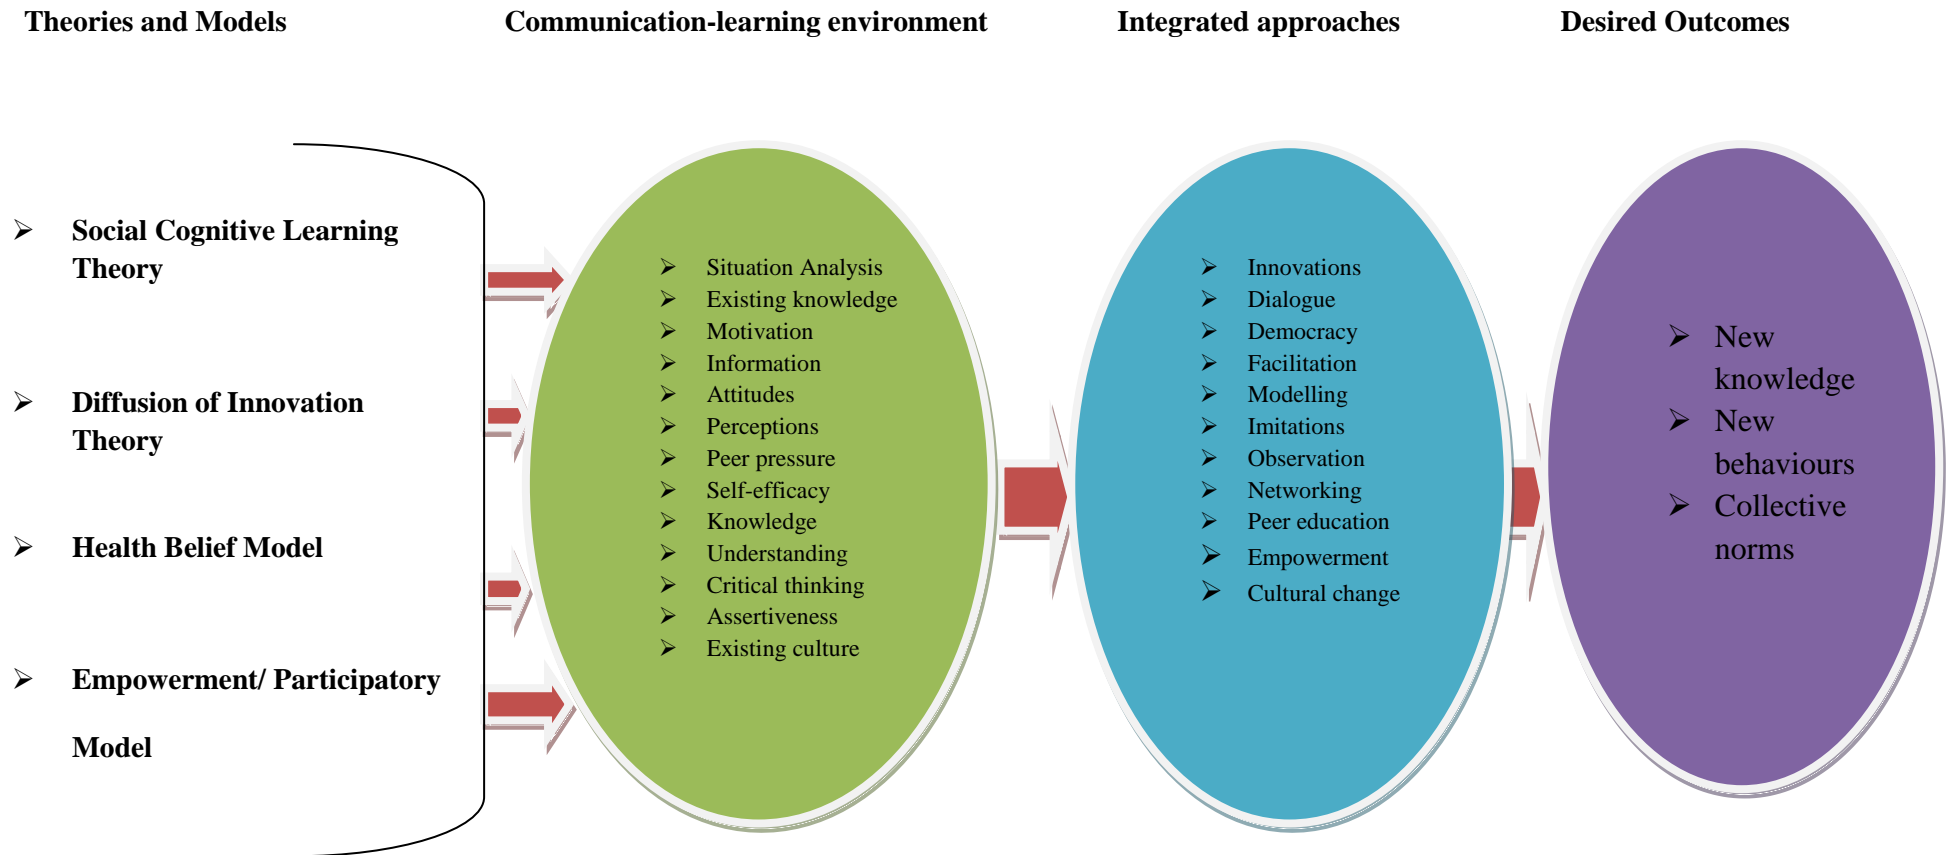 Theories and Models
Communication-learning environment
Integrated approaches
Desired Outcomes
➢ Social Cognitive Learning
Theory
➢ Diffusion of Innovation
Theory
➢ Health Belief Model
➢ Empowerment/ Participatory
Model
➢ Situation Analysis
➢ Existing knowledge
➢ Motivation
➢ Information
➢ Attitudes
➢ Perceptions
➢ Peer pressure
➢ Self-efficacy
➢ Knowledge
➢ Understanding
➢ Critical thinking
➢ Assertiveness
➢ Existing culture
➢ Innovations
➢ Dialogue
➢ Democracy
➢ Facilitation
➢ Modelling
➢ Imitations
➢ Observation
➢ Networking
➢ Peer education
➢ Empowerment
➢ Cultural change
➢ New
knowledge
➢ New
behaviours
➢ Collective
norms